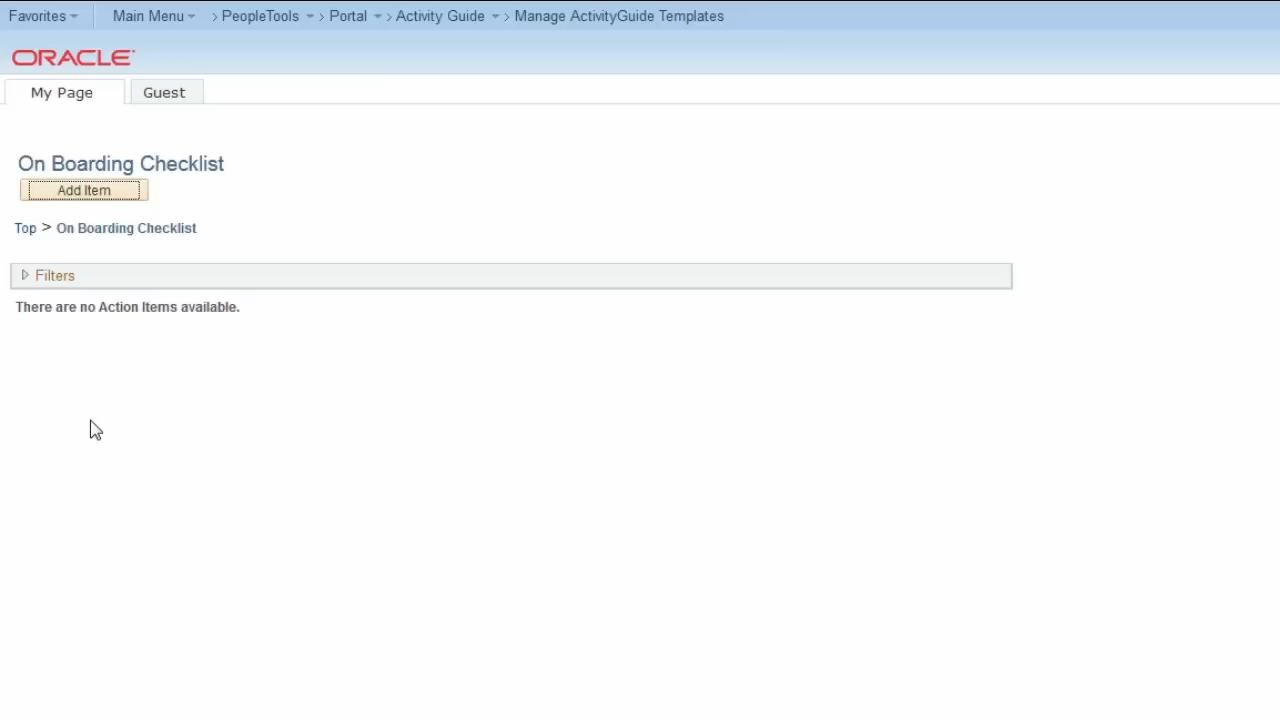 Favorites Main Menu > PeopleTools > Portal > Activity Guide > Manage ActivityGuide Templates
ORACLE
My Page Guest
On Boarding Checklist
Add Item
Top > On Boarding Checklist
Filters
There are no Action Items available.